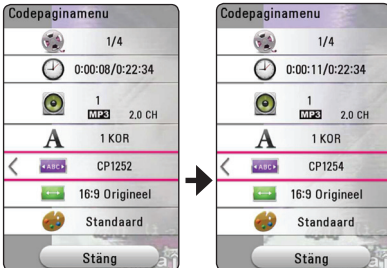 Codepaginamenu
1/4
0:00:08/0:22:34
1
MP3 2,0 CH
A 1 KOR
ABC CP1252
16:9 Origineel
Standaard
Stäng
Codepaginamenu
1/4
0:00:11/0:22:34
1
MP3 2,0 CH
A 1 KOR
ABC CP1254
16:9 Origineel
Standaard
Stäng